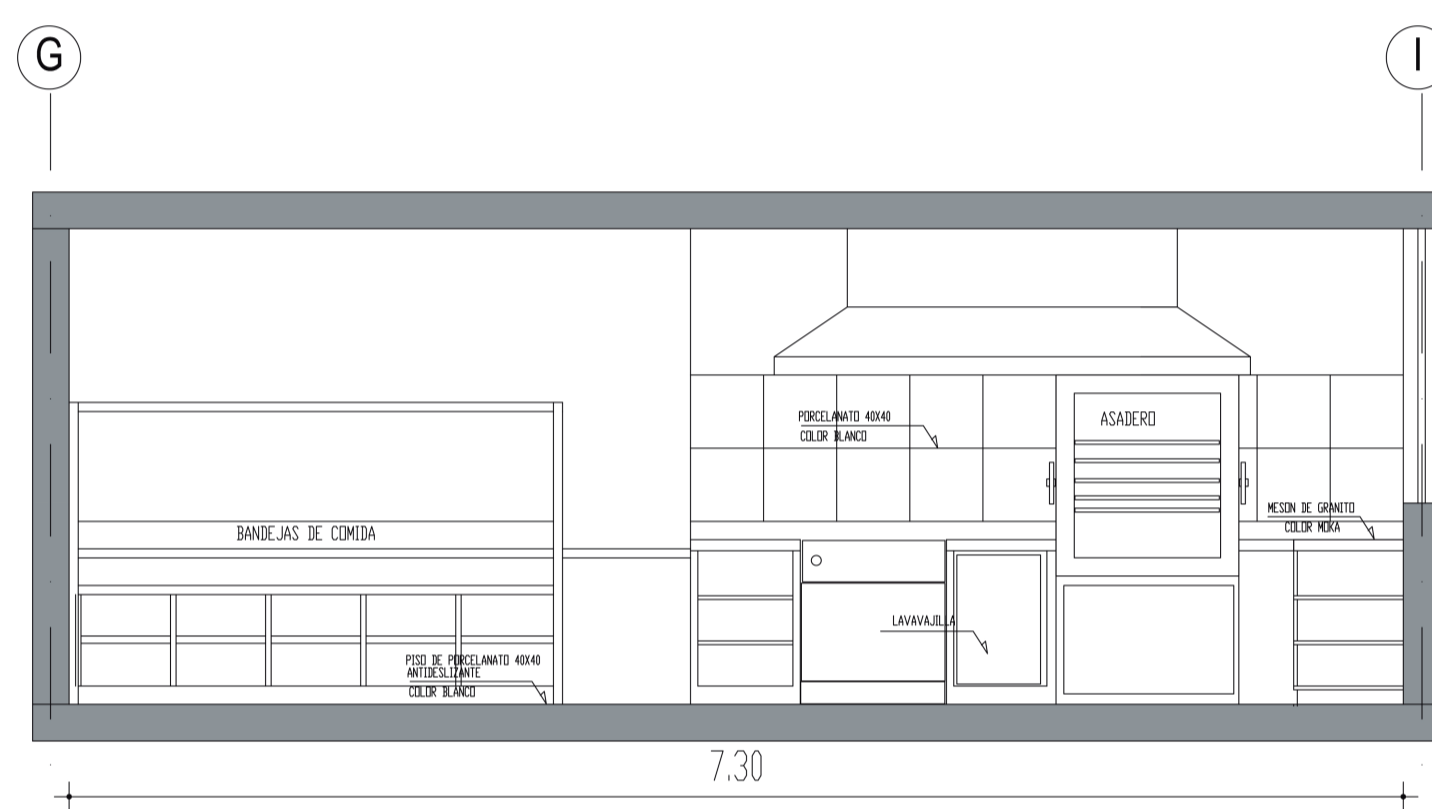 G
I
PORCELANATO 40X40
COLOR BLANCO
ASADERO
MESON DE GRANITO
COLOR MOKA
BANDEJAS DE COMIDA
LAVAVAJILLA
PISO DE PORCELANATO 40X40
ANTIDESLIZANTE
COLOR BLANCO
7.30